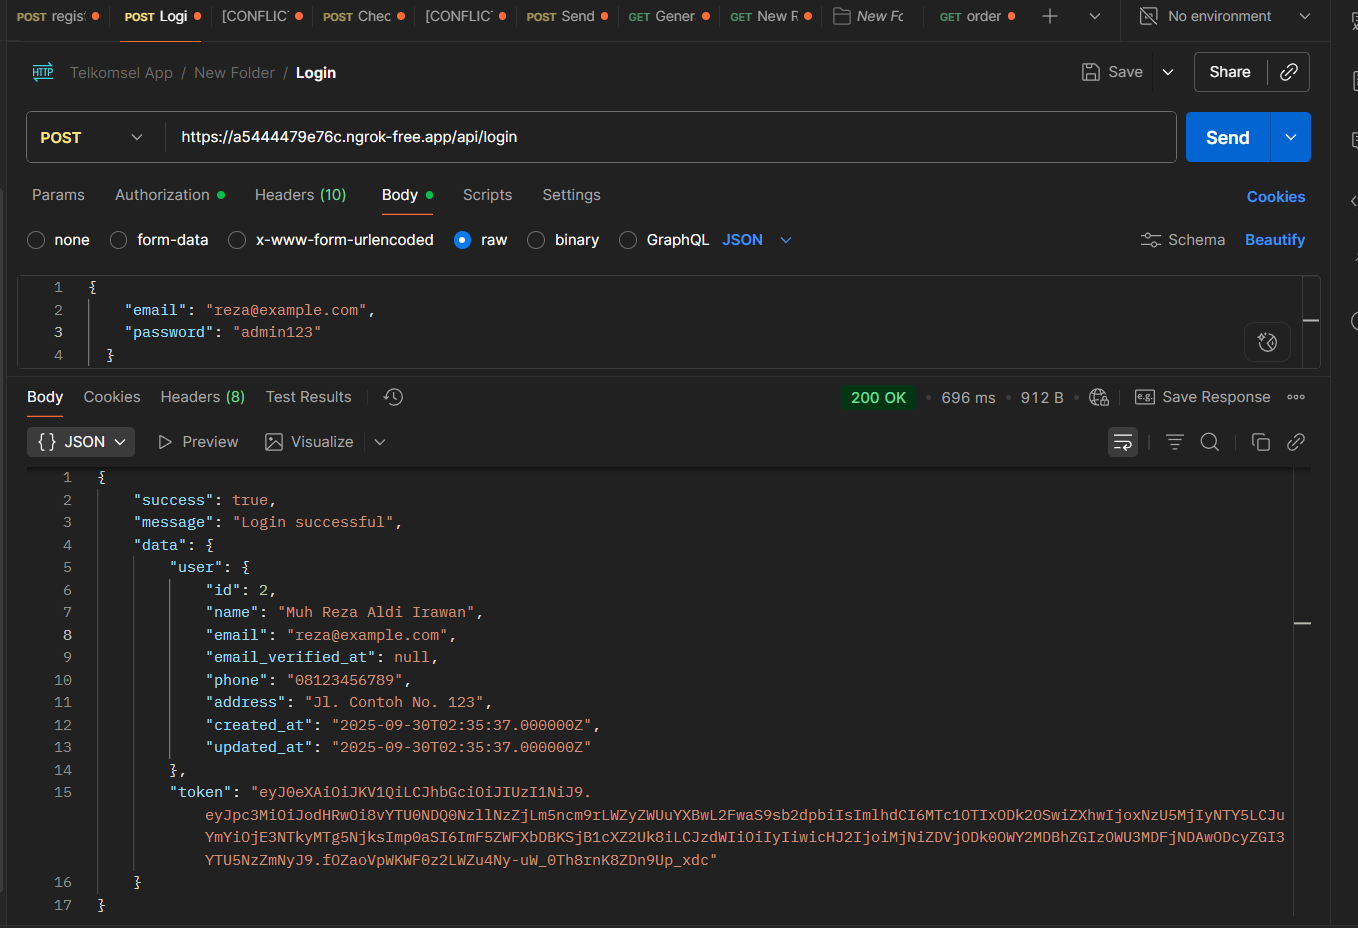 POST regis POST Logi [CONFLIC POST Chec [CONFLIC POST Send GET Gener GET New R New Fo GET order No environment
HTTP Telkomsel App / New Folder / Login Save Share
POST https://a5444479e76c.ngrok-free.app/api/login Send
Params Authorization Headers (10) Body Scripts Settings Cookies
none form-data x-www-form-urlencoded raw binary GraphQL JSON Schema Beautify
1 {
2 "email": "reza@example.com",
3 "password": "admin123"
4 }
Body Cookies Headers (8) Test Results 200 OK • 696 ms • 912 B • e.g. Save Response
{} JSON Preview Visualize
1 {
2 "success": true,
3 "message": "Login successful",
4 "data": {
5 "user": {
6 "id": 2,
7 "name": "Muh Reza Aldi Irawan",
8 "email": "reza@example.com",
9 "email_verified_at": null,
10 "phone": "08123456789",
11 "address": "Jl. Contoh No. 123",
12 "created_at": "2025-09-30T02:35:37.000000Z",
13 "updated_at": "2025-09-30T02:35:37.000000Z"
14 },
15 "token": "eyJ0eXAiOiJKV1QiLCJhbGciOiJIUzI1NiJ9.
eyJpc3MiOiJodHRwOi8vYTU0NDQ0NzllNzZjLm5ncm9rLWZyZWUuYXBwL2FwaS9sb2dpbiIsImlhdCI6MTc1OTIxODk2OSwiZXhwIjoxNzU5MjIyNTY5LCJu
YmYiOjE3NTkyMTg5NjksImp0aSI6ImF5ZWFXbDBKSjB1cXZ2Uk8iLCJzdWIiOiIyIiwicHJ2IjoiMjNiZDVjODk0OWY2MDBhZGIzOWU3MDFjNDAwODcyZGI3
YTU5NzZmNyJ9.fOZaoVpWKWF0z2LWZu4Ny-uW_0Th8rnK8ZDn9Up_xdc"
16 }
17 }